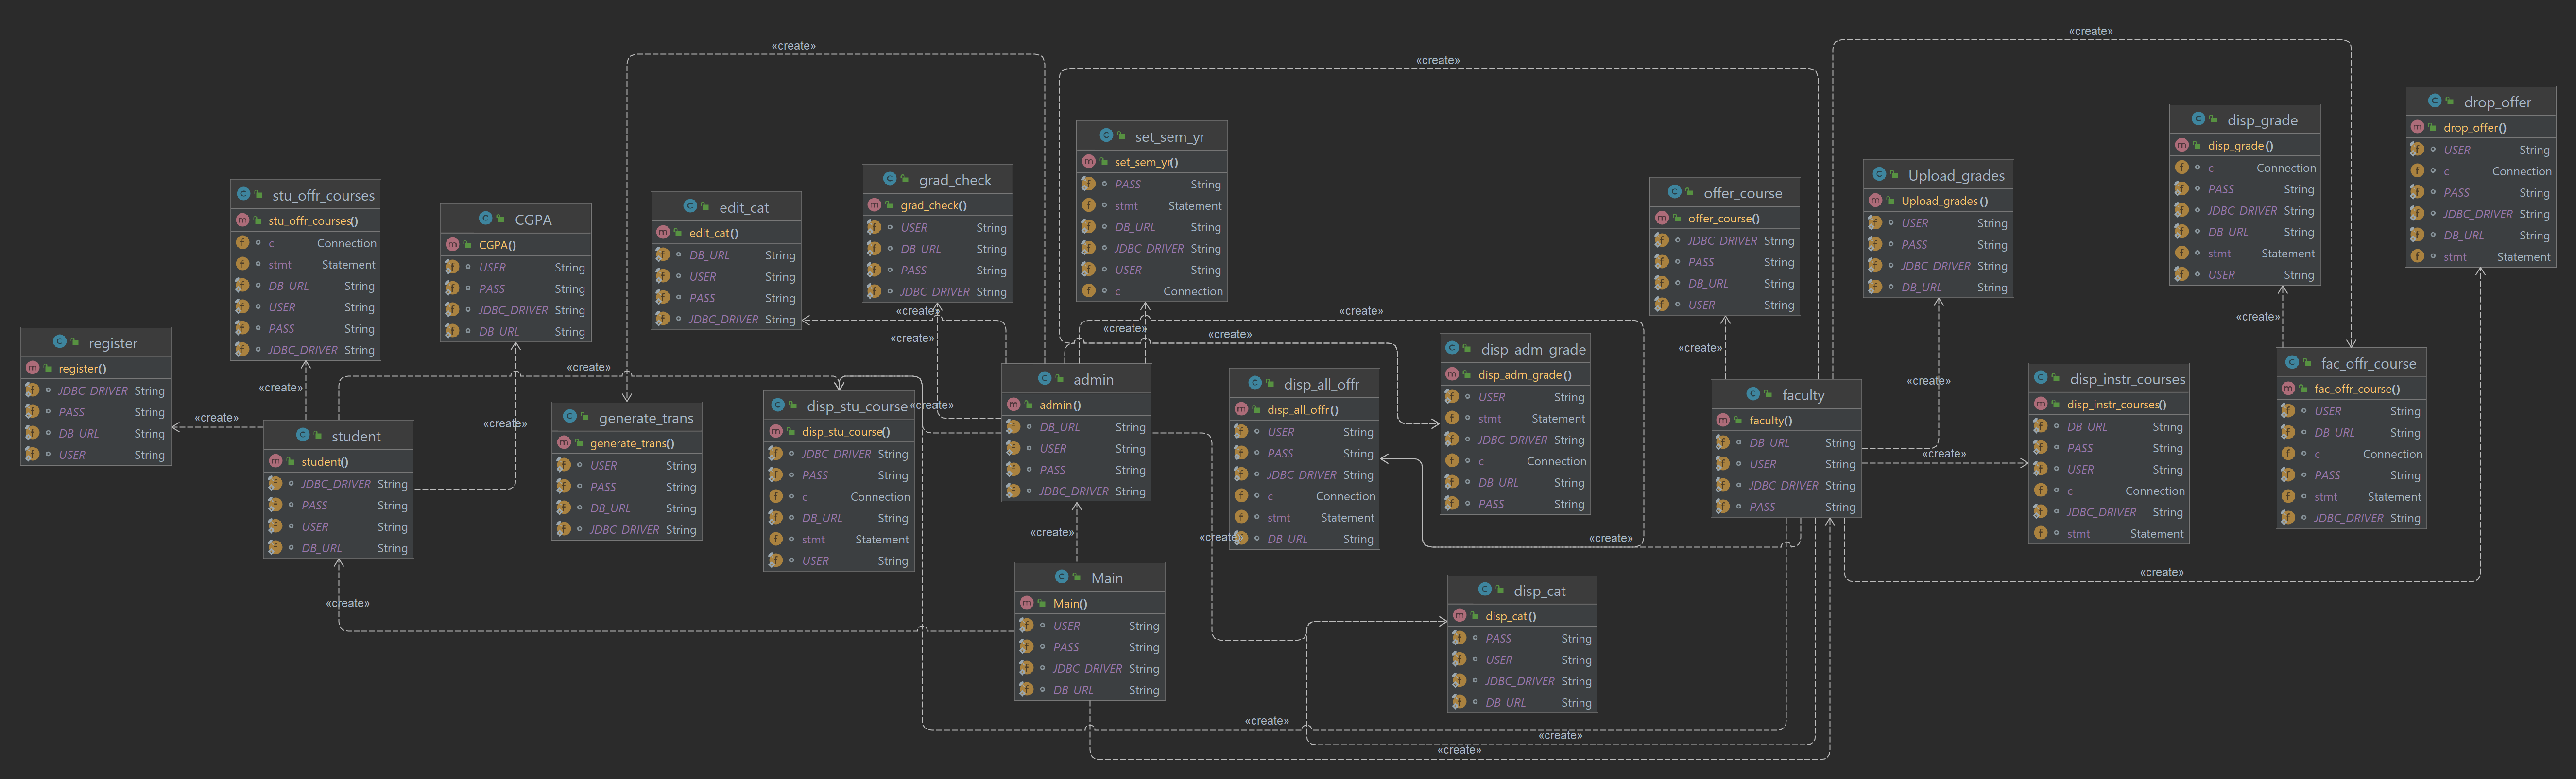 «create»
«create»
«create»
«create»
stu_offr_courses
stu_offr_courses()
c Connection
stmt Statement
DB_URL String
USER String
PASS String
JDBC_DRIVER String
register
register()
JDBC_DRIVER String
PASS String
DB_URL String
USER String
«create»
«create»
«create»
student
student()
JDBC_DRIVER String
PASS String
USER String
DB_URL String
«create»
CGPA
CGPA()
USER String
PASS String
JDBC_DRIVER String
DB_URL String
«create»
edit_cat
edit_cat()
DB_URL String
USER String
PASS String
JDBC_DRIVER String
generate_trans
generate_trans()
USER String
PASS String
DB_URL String
JDBC_DRIVER String
grad_check
grad_check()
USER String
DB_URL String
PASS String
JDBC_DRIVER String
«create»
«create»
disp_stu_course
disp_stu_course()
JDBC_DRIVER String
PASS String
c Connection
DB_URL String
stmt Statement
USER String
«create»
set_sem_yr
set_sem_yr()
PASS String
stmt Statement
DB_URL String
JDBC_DRIVER String
USER String
c Connection
«create»
«create»
«create»
admin
admin()
DB_URL String
USER String
PASS String
JDBC_DRIVER String
«create»
Main
Main()
USER String
PASS String
JDBC_DRIVER String
DB_URL String
disp_all_offr
disp_all_offr()
USER String
PASS String
JDBC_DRIVER String
c Connection
stmt Statement
DB_URL String
«create»
disp_adm_grade
disp_adm_grade()
USER String
stmt Statement
JDBC_DRIVER String
c Connection
DB_URL String
PASS String
«create»
disp_cat
disp_cat()
PASS String
USER String
JDBC_DRIVER String
DB_URL String
«create»
«create»
«create»
offer_course
offer_course()
JDBC_DRIVER String
PASS String
DB_URL String
USER String
«create»
faculty
faculty()
DB_URL String
USER String
JDBC_DRIVER String
PASS String
Upload_grades
Upload_grades()
USER String
PASS String
JDBC_DRIVER String
DB_URL String
«create»
«create»
disp_instr_courses
disp_instr_courses()
DB_URL String
PASS String
USER String
c Connection
JDBC_DRIVER String
stmt Statement
«create»
disp_grade
disp_grade()
c Connection
PASS String
JDBC_DRIVER String
DB_URL String
stmt Statement
USER String
«create»
fac_offr_course
fac_offr_course()
USER String
DB_URL String
c Connection
PASS String
stmt Statement
JDBC_DRIVER String
drop_offer
drop_offer()
USER String
c Connection
PASS String
JDBC_DRIVER String
DB_URL String
stmt Statement